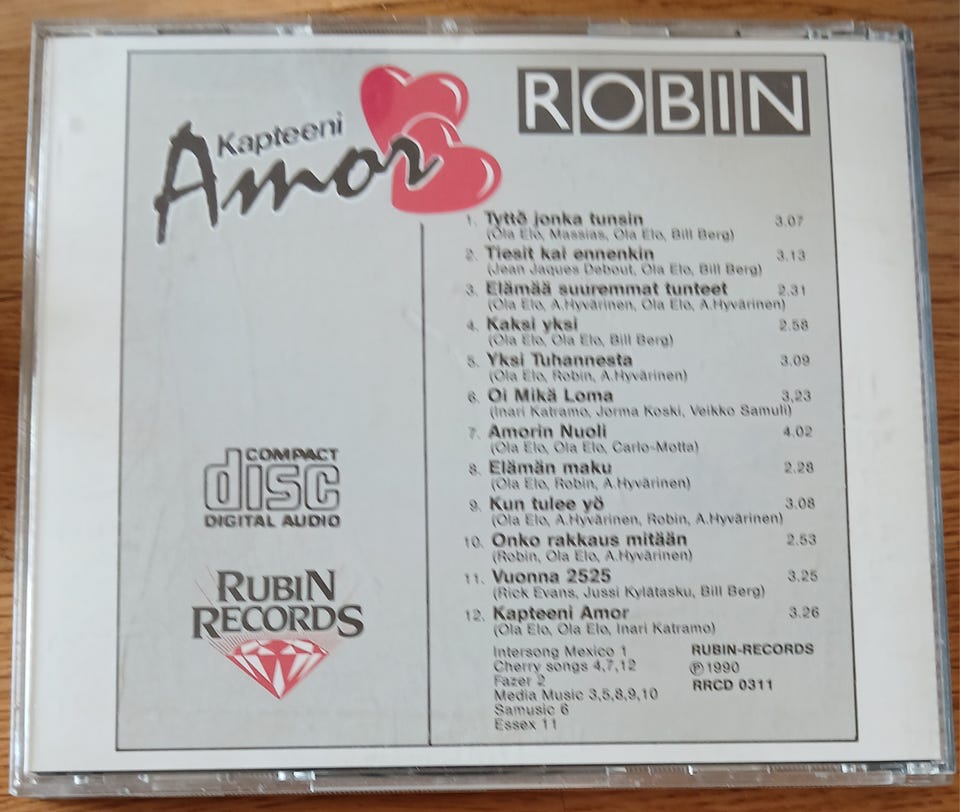 Kapteeni
Amor
ROBIN
1. Tyttö jonka tunsin 3.07
(Ola Elo, Massias, Ola Elo, Bill Berg)
2. Tiesit kai ennenkin 3.13
(Jean Jaques Debout, Ola Elo, Bill Berg)
3. Elämää suuremmat tunteet 2.31
(Ola Elo, A.Hyvärinen, Ola Elo, A.Hyvärinen)
4. Kaksi yksi 2.58
(Ola Elo, Ola Elo, Bill Berg)
5. Yksi Tuhannesta 3.09
(Ola Elo, Robin, A.Hyvärinen)
6. Oi Mikä Loma 3,23
(Inari Katramo, Jorma Koski, Veikko Samuli)
7. Amorin Nuoli 4.02
(Ola Elo, Ola Elo, Carlo-Motta)
8. Elämän maku 2.28
(Ola Elo, Robin, A.Hyvärinen)
9. Kun tulee yö 3.08
(Ola Elo, A.Hyvärinen, Robin, A.Hyvärinen)
10. Onko rakkaus mitään 2.53
(Robin, Ola Elo, A.Hyvärinen)
11. Vuonna 2525 3.25
(Rick Evans, Jussi Kylätasku, Bill Berg)
12. Kapteeni Amor 3.26
(Ola Elo, Ola Elo, Inari Katramo)
Intersong Mexico 1
Cherry songs 4,7,12
Fazer 2
Media Music 3,5,8,9,10
Samusic 6
Essex 11
RUBIN-RECORDS
℗1990
RRCD 0311
COMPACT
disc
DIGITAL AUDIO
RUBIN
RECORDS